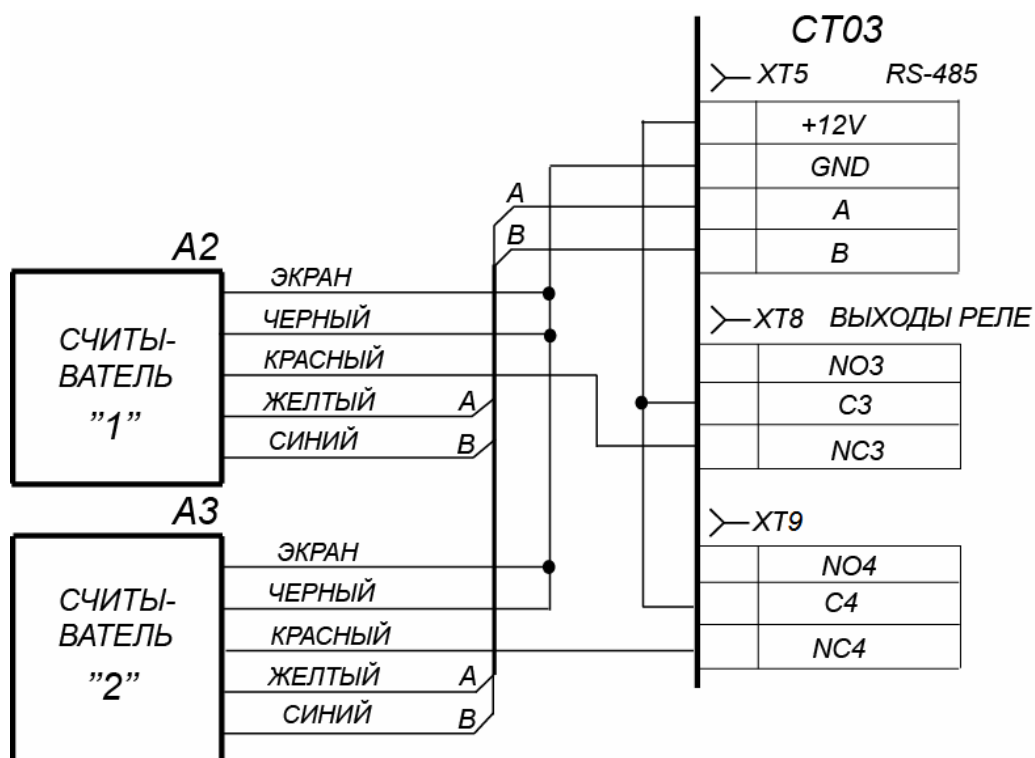 CT03
XT5 RS-485
+12V
GND
A
B
A
B
A2
СЧИТЫ-
ВАТЕЛЬ
"1"
ЭКРАН
ЧЕРНЫЙ
КРАСНЫЙ
ЖЕЛТЫЙ A
СИНИЙ B
XT8 ВЫХОДЫ РЕЛЕ
NO3
C3
NC3
A3
СЧИТЫ-
ВАТЕЛЬ
"2"
ЭКРАН
ЧЕРНЫЙ
КРАСНЫЙ
ЖЕЛТЫЙ A
СИНИЙ B
XT9
NO4
C4
NC4